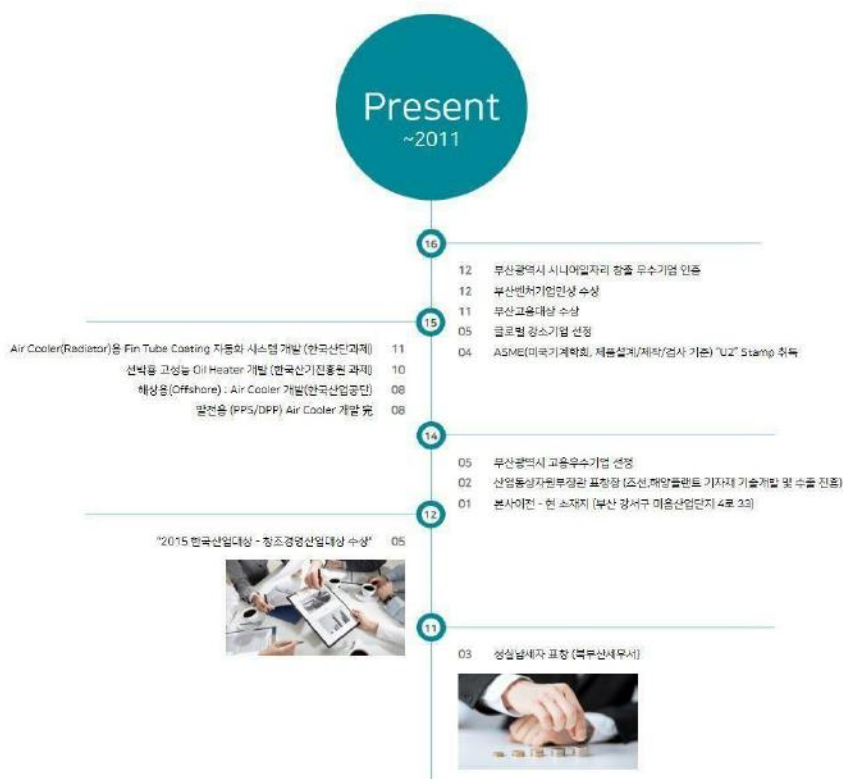 Present
~2011
16
12 부산광역시 시니어일자리 창출 우수기업 인증
12 부산벤처기업인상 수상
11 부산고용대상 수상
05 글로벌 강소기업 선정
04 ASME(미국기계학회, 제품설계/제작/검사 기준) "U2" Stamp 취득
15
Air Cooler(Radiator)용 Fin Tube Coating 자동화 시스템 개발 (한국산단과제) 11
선박용 고성능 Oil Heater 개발 (한국산기진흥원 과제) 10
해상용(Offshore) : Air Cooler 개발(한국산업공단) 08
발전용 (PPS/DPP) Air Cooler 개발 完 08
14
05 부산광역시 고용우수기업 선정
02 산업통상자원부장관 표창장 (조선,해양플랜트 기자재 기술개발 및 수출 진흥)
01 본사이전 - 현 소재지 (부산 강서구 미음산업단지 4로 33)
12
"2015 한국산업대상 - 창조경영산업대상 수상" 05
11
03 성실납세자 표창 (북부산세무서)